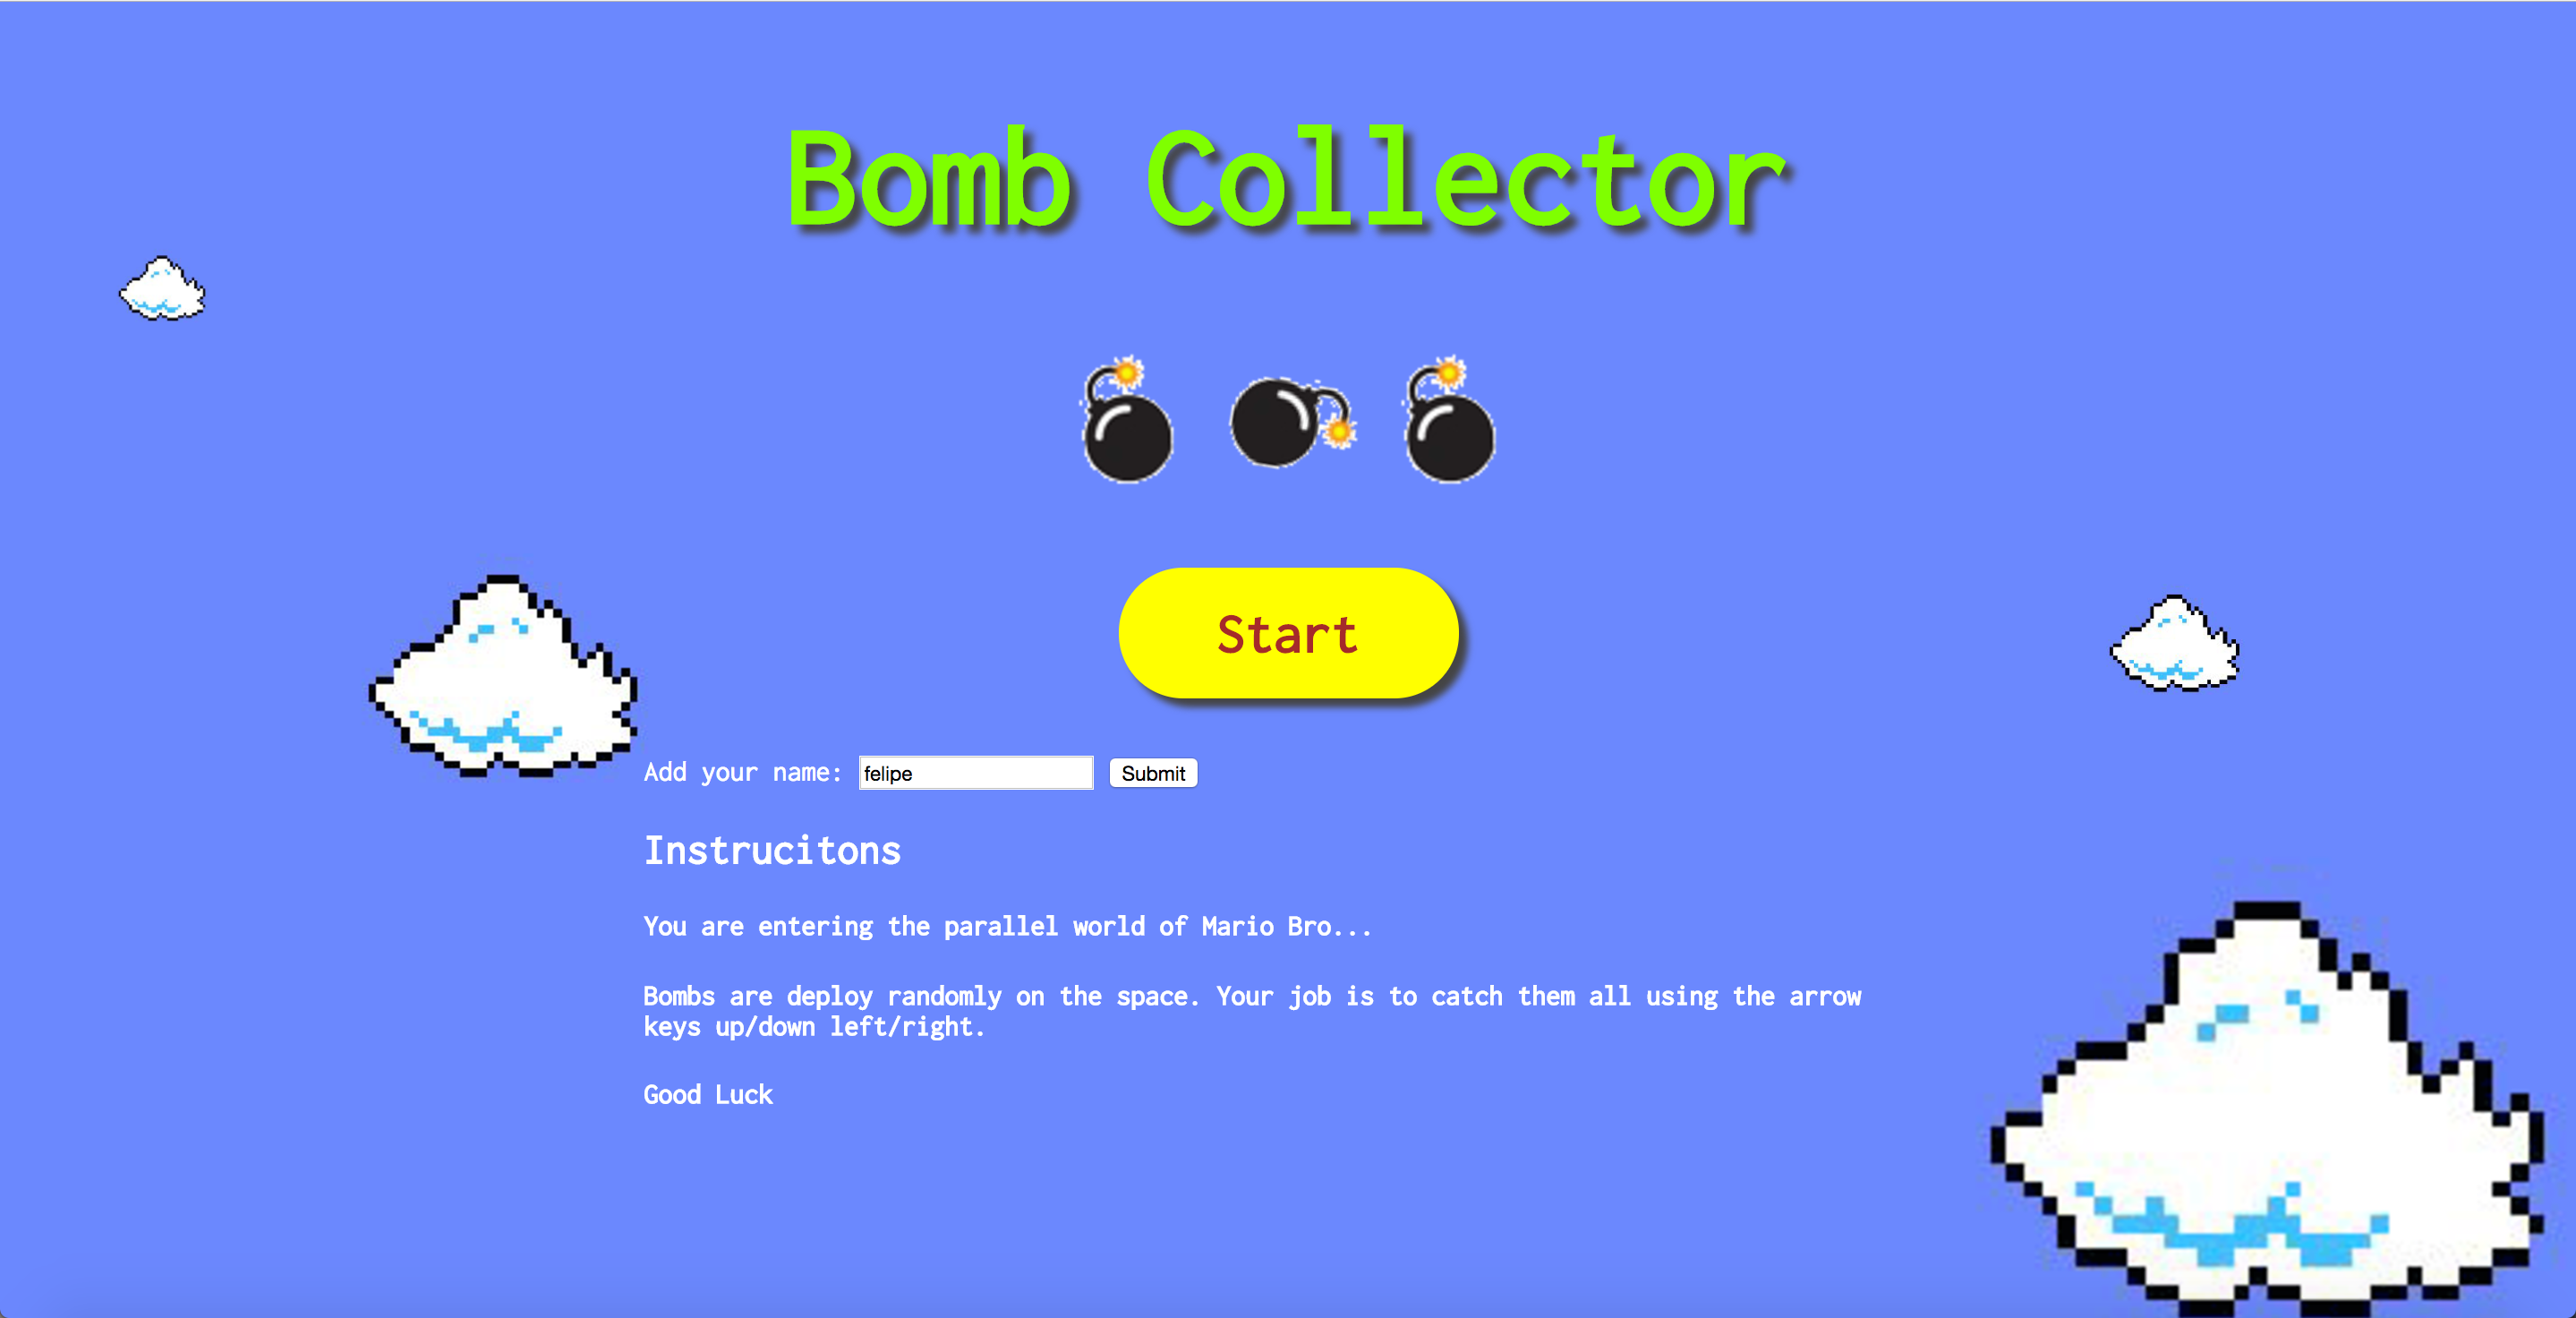 Bomb Collector
Start
Add your name: felipe Submit
Instrucitons
You are entering the parallel world of Mario Bro...
Bombs are deploy randomly on the space. Your job is to catch them all using the arrow
keys up/down left/right.
Good Luck